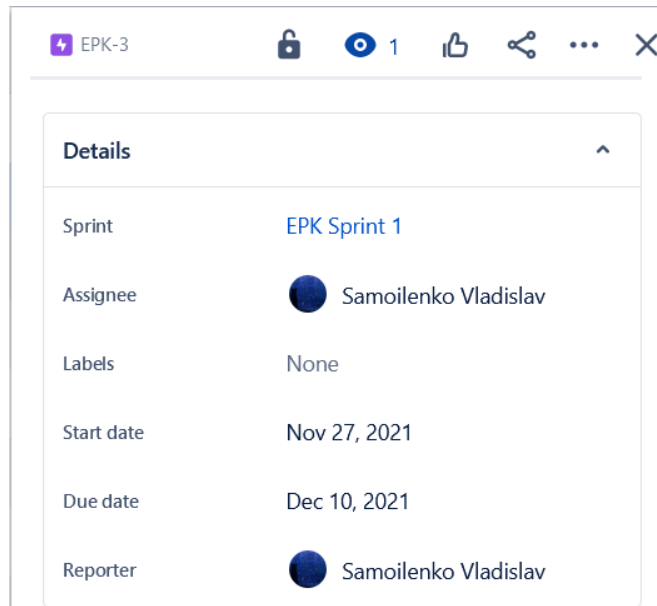 EPK-3 1
Details
Sprint EPK Sprint 1
Assignee Samoilenko Vladislav
Labels None
Start date Nov 27, 2021
Due date Dec 10, 2021
Reporter Samoilenko Vladislav